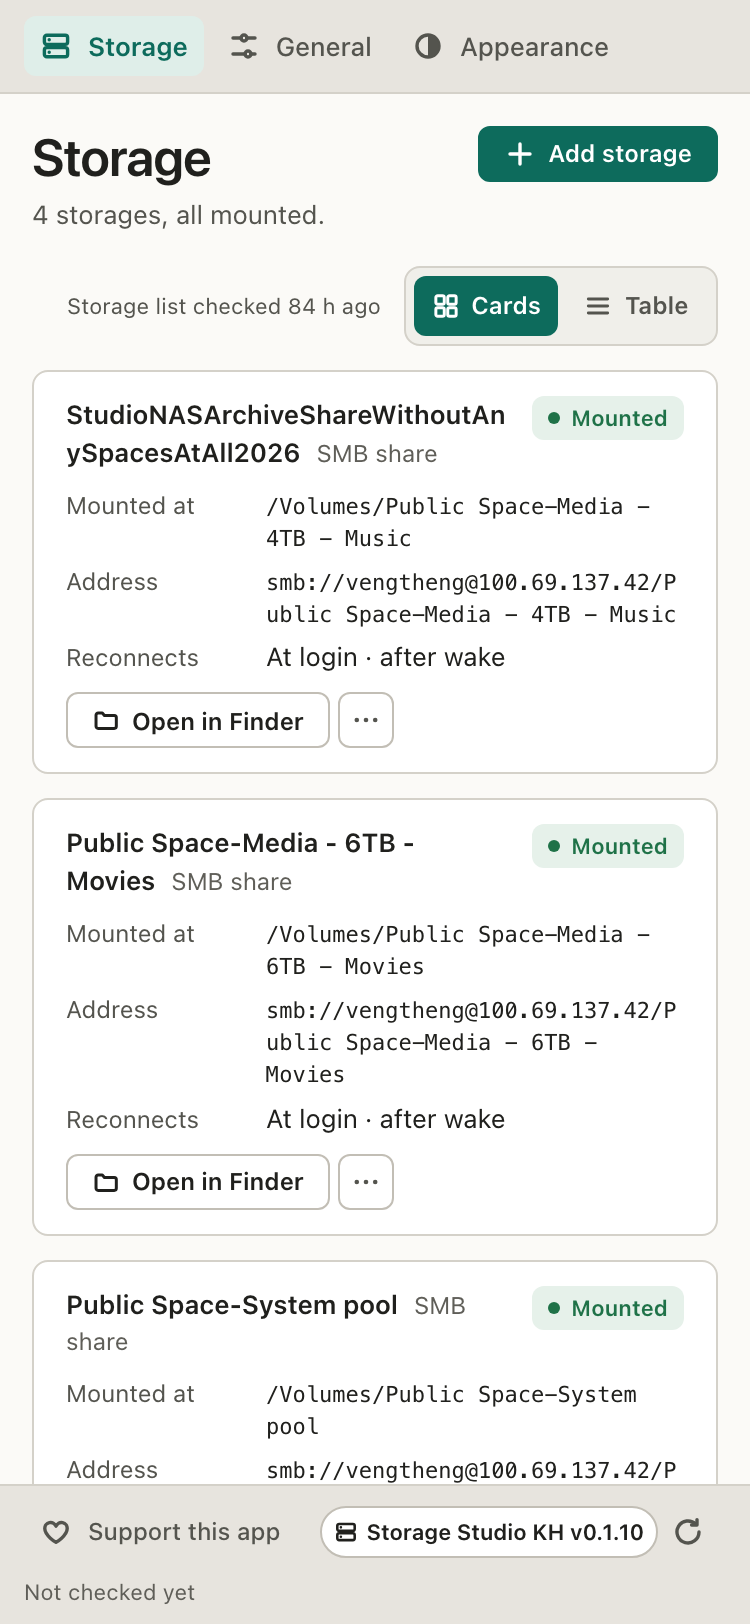 Storage General Appearance
Storage
Add storage
4 storages, all mounted.
Storage list checked 84 h ago
Cards
Table
StudioNASArchiveShareWithoutAn
ySpacesAtAll2026 SMB share
Mounted
Mounted at
/Volumes/Public Space-Media -
4TB - Music
Address
smb://vengtheng@100.69.137.42/P
ublic Space-Media - 4TB - Music
Reconnects
At login · after wake
Open in Finder
Public Space-Media - 6TB -
Movies SMB share
Mounted
Mounted at
/Volumes/Public Space-Media -
6TB - Movies
Address
smb://vengtheng@100.69.137.42/P
ublic Space-Media - 6TB -
Movies
Reconnects
At login · after wake
Open in Finder
Public Space-System pool SMB
share
Mounted
Mounted at
/Volumes/Public Space-System
pool
Address
smb://vengtheng@100.69.137.42/P
Support this app
Storage Studio KH v0.1.10
Not checked yet